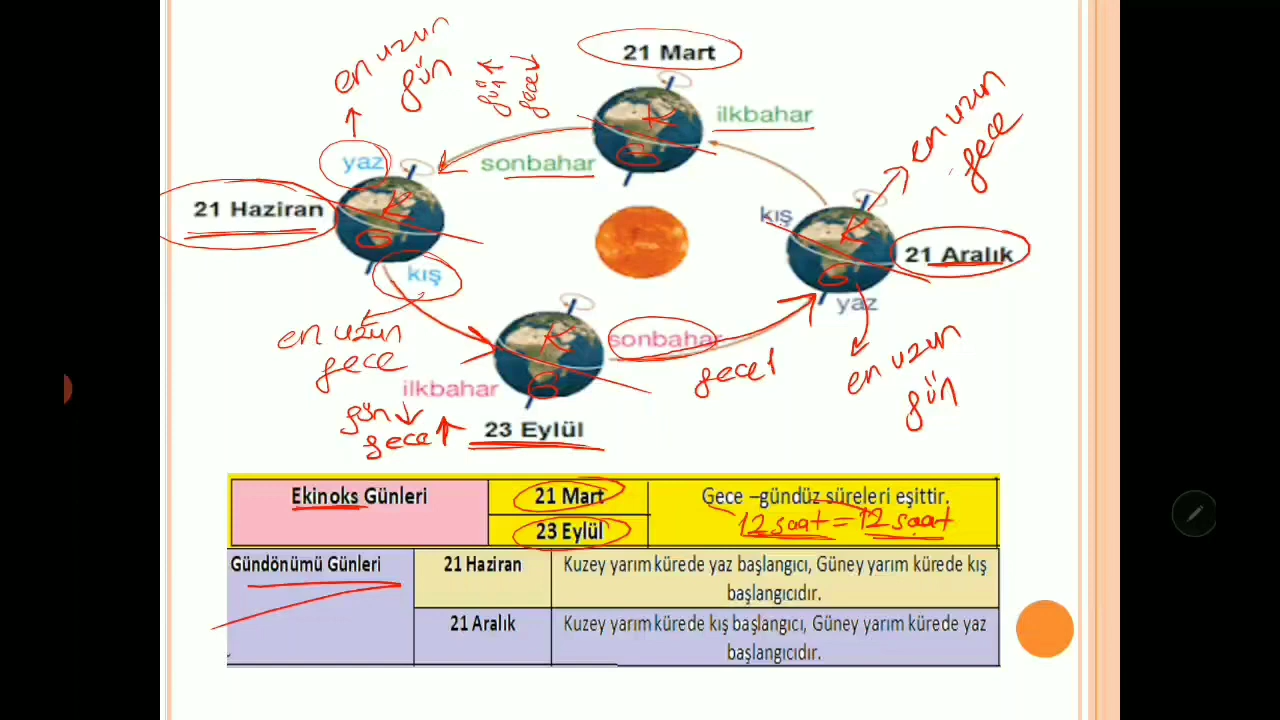 en uzun
gün
gün↑
gece↓
21 Mart
ilkbahar
K
G
sonbahar
en uzun
gece
yaz
21 Haziran
K
G
kış
en uzun
gece
kış
K
G
21 Aralık
yaz
en uzun
gün
sonbahar
K
G
ilkbahar
gece↑
gün↓
gece↑
23 Eylül
Ekinoks Günleri
21 Mart
Gece –gündüz süreleri eşittir.
12 saat = 12 saat
23 Eylül
Gündönümü Günleri
21 Haziran
Kuzey yarım kürede yaz başlangıcı, Güney yarım kürede kış
başlangıcıdır.
21 Aralık
Kuzey yarım kürede kış başlangıcı, Güney yarım kürede yaz
başlangıcıdır.